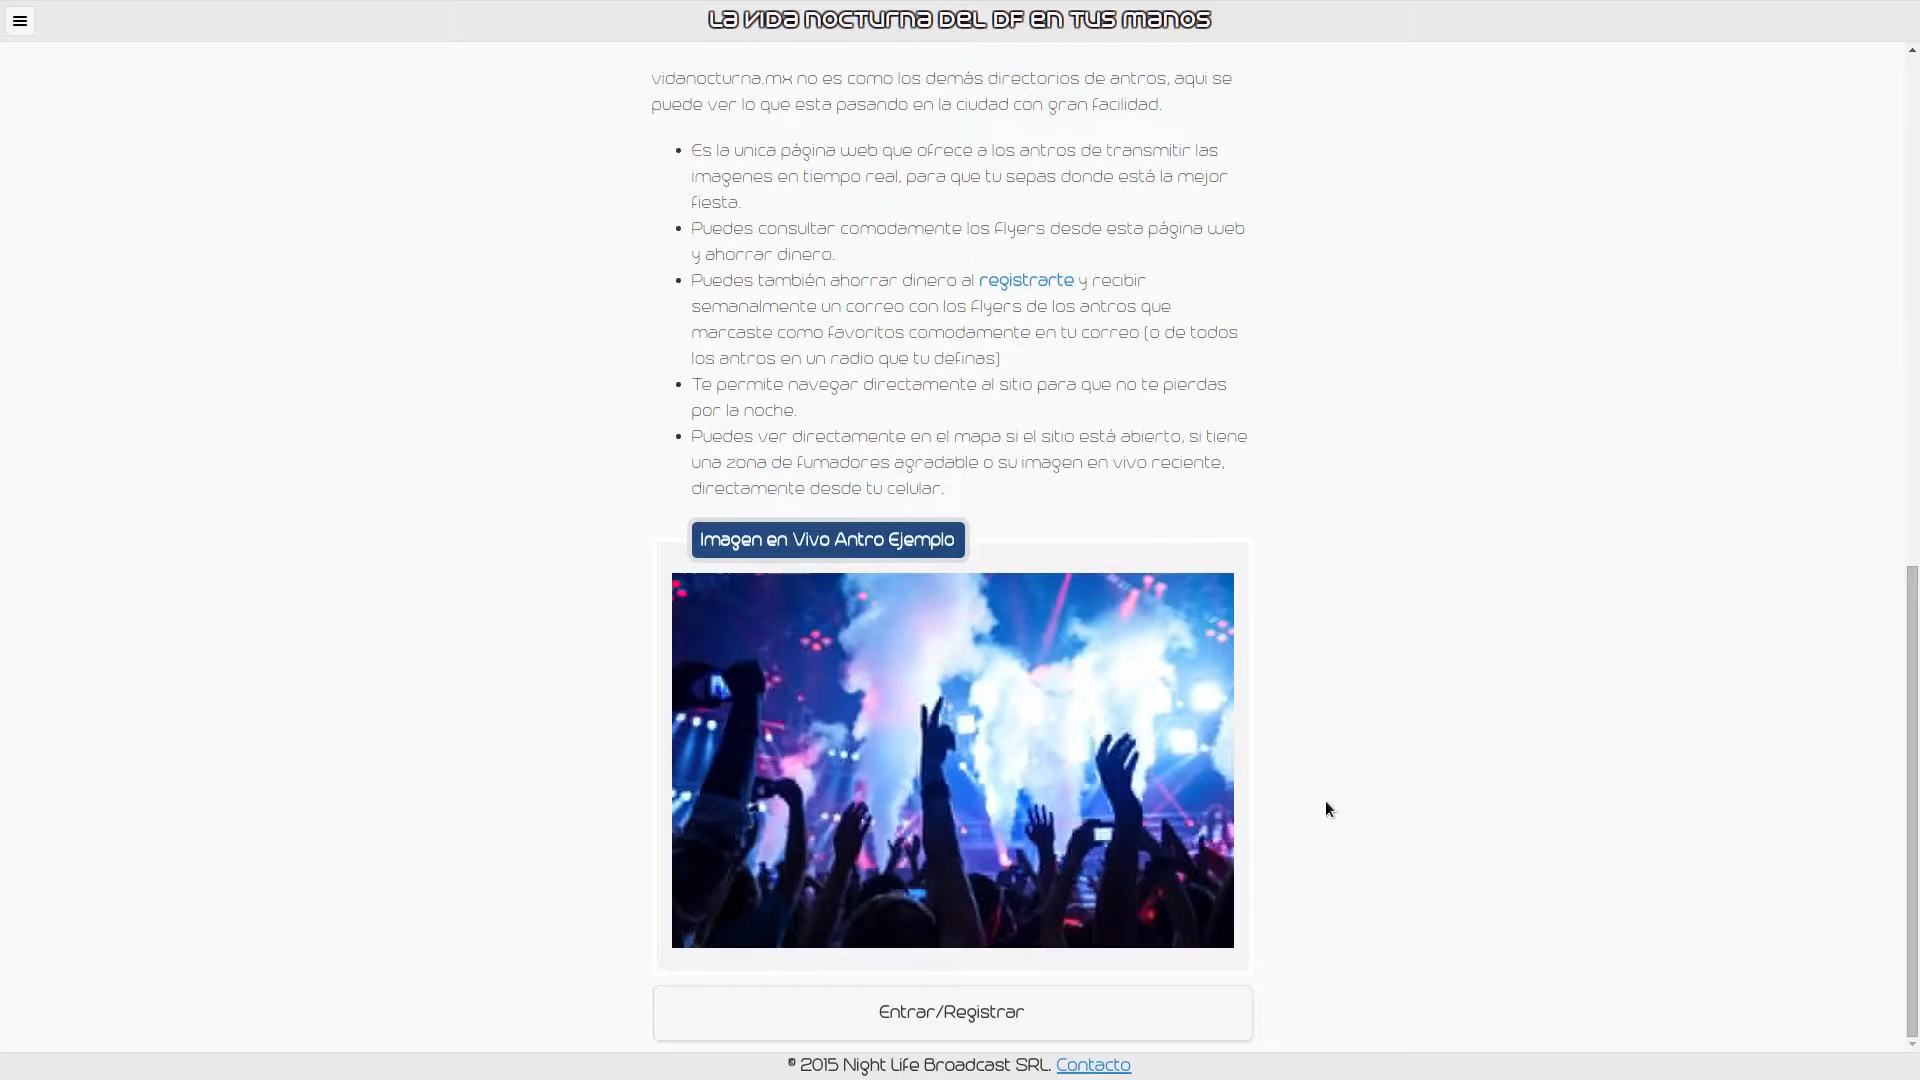 La vida nocturna del DF en tus manos
vidanocturna.mx no es como los demás directorios de antros, aqui se
puede ver lo que esta pasando en la ciudad con gran facilidad.
• Es la unica página web que ofrece a los antros de transmitir las
imagenes en tiempo real, para que tu sepas donde está la mejor
fiesta.
• Puedes consultar comodamente los flyers desde esta página web
y ahorrar dinero.
• Puedes también ahorrar dinero al registrarte y recibir
semanalmente un correo con los flyers de los antros que
marcaste como favoritos comodamente en tu correo (o de todos
los antros en un radio que tu definas)
• Te permite navegar directamente al sitio para que no te pierdas
por la noche.
• Puedes ver directamente en el mapa si el sitio está abierto, si tiene
una zona de fumadores agradable o su imagen en vivo reciente,
directamente desde tu celular.
Imagen en Vivo Antro Ejemplo
Entrar/Registrar
© 2015 Night Life Broadcast SRL. Contacto